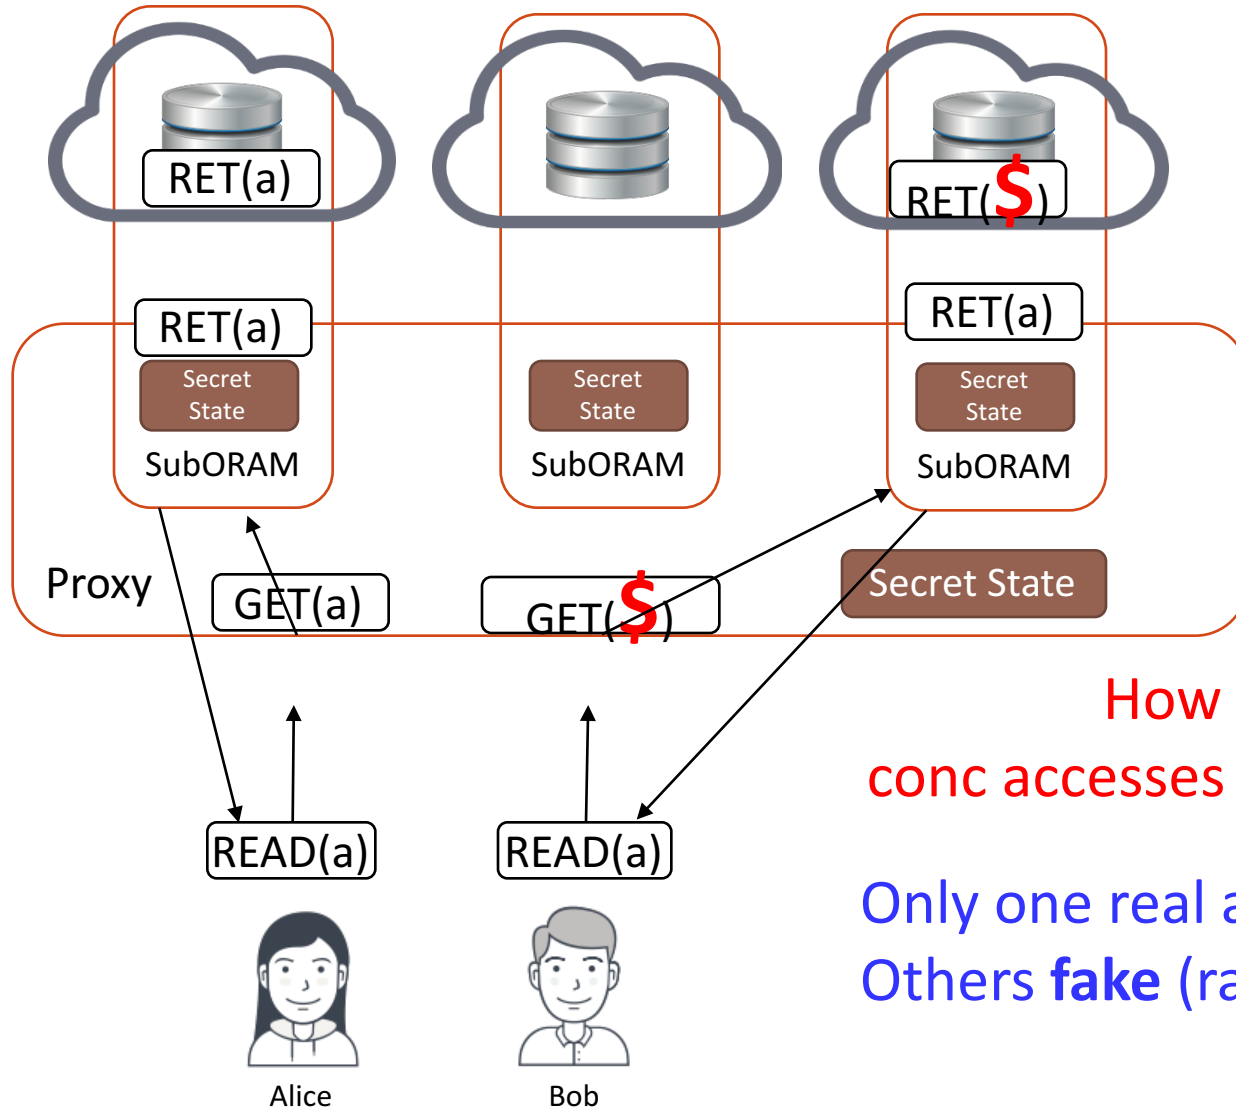 RET(a)
RET($)
RET(a)
RET(a)
Secret
State
Secret
State
Secret
State
SubORAM
SubORAM
SubORAM
Proxy
GET(a)
GET($)
Secret State
How
conc accesses
READ(a)
READ(a)
Only one real a
Others fake (ra
Alice
Bob